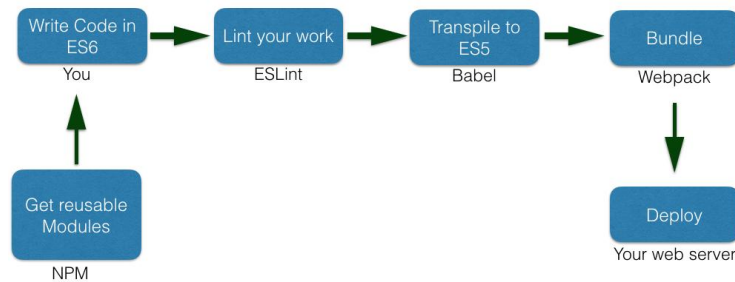 Write Code in
ES6
You
Lint your work
ESLint
Transpile to
ES5
Babel
Bundle
Webpack
Get reusable
Modules
NPM
Deploy
Your web server